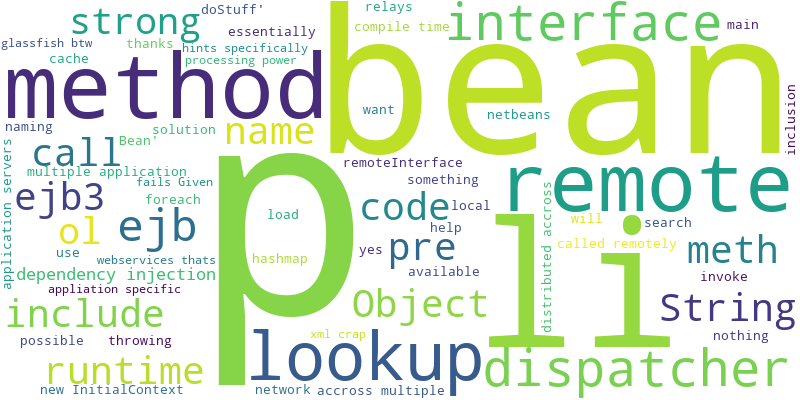 doStuff'
relays
strong
essentially
compile time
interface
main
glassfish btw
thanks
hints specifically
cache
processing power
method
bean
want
netbeans
inclusion
naming
solution
name
Bean'
call
remoteInterface
application servers
multiple application
fails Given
something
remote
ejb3
foreach
load
code
local
distributed accross
will
search
ol
ejb
help
called remotely
use
webservices thats
hashmap
yes
pre
available
meth
dependency injection
p
li
invoke
appliation specific
include
Object
String
possible
throwing
xml crap
nothing
runtime
lookup
dispatcher
new InitialContext
network
accross multiple